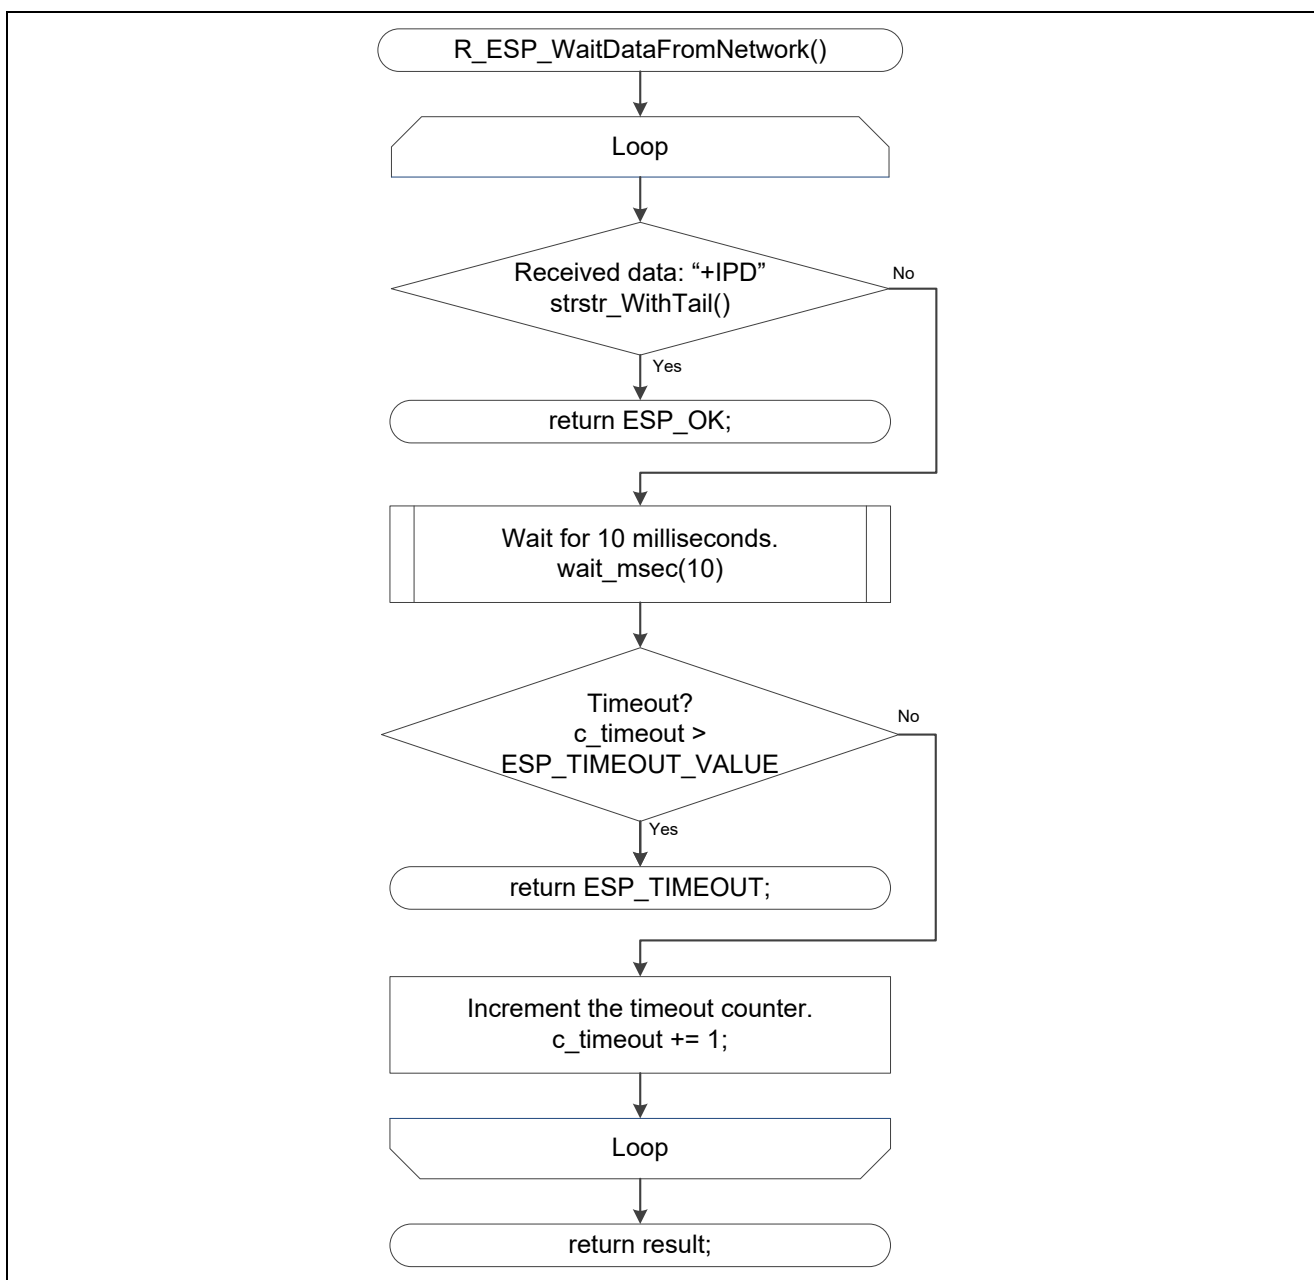 R_ESP_WaitDataFromNetwork()
Loop
Received data: “+IPD”
strstr_WithTail()
No
Yes
return ESP_OK;
Wait for 10 milliseconds.
wait_msec(10)
Timeout?
c_timeout >
ESP_TIMEOUT_VALUE
No
Yes
return ESP_TIMEOUT;
Increment the timeout counter.
c_timeout += 1;
Loop
return result;